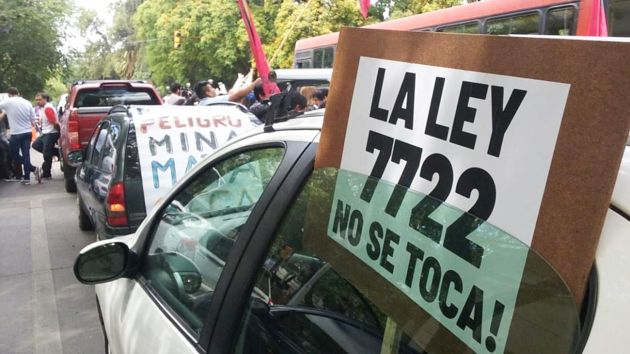 LA LEY
7722
NO SE TOCA!
PELIGRO
MINA